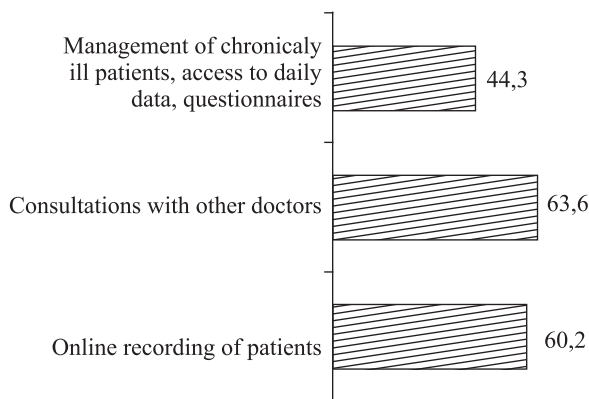 Management of chronicaly
ill patients, access to daily
data, questionnaires
44,3
Consultations with other doctors
63,6
Online recording of patients
60,2